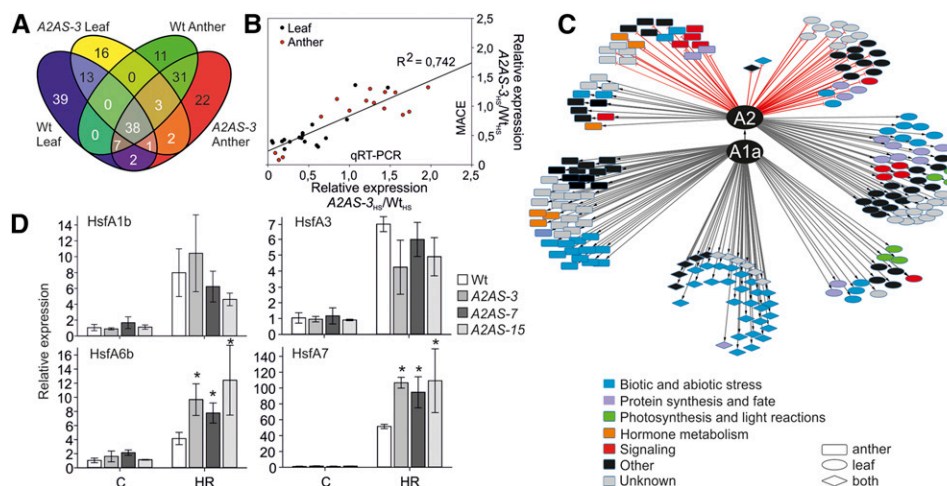 A
A2AS-3 Leaf
Wt Anther
16
11
13
0
31
39
0
3
22
38
0
7
1
2
2
Wt
Leaf
A2AS-3
Anther
B
Leaf
Anther
R² = 0,742
2,5
2,0
1,5
1,0
0,5
0
MACE
Relative expression
A2AS-3HS/WtHS
qRT-PCR
0 0,5 1,0 1,5 2,0 2,5
Relative expression
A2AS-3HS/WtHS
C
A2
A1a
Biotic and abiotic stress
Protein synthesis and fate
Photosynthesis and light reactions
Hormone metabolism
Signaling
Other
Unknown
anther
leaf
both
D
Relative expression
HsfA1b
14
12
10
8
6
4
2
0
HsfA3
7
6
5
4
3
2
1
0
Wt
A2AS-3
A2AS-7
A2AS-15
HsfA6b
16
14
12
10
8
6
4
2
0
* * *
C HR
HsfA7
120
100
80
60
40
20
0
* * *
C HR